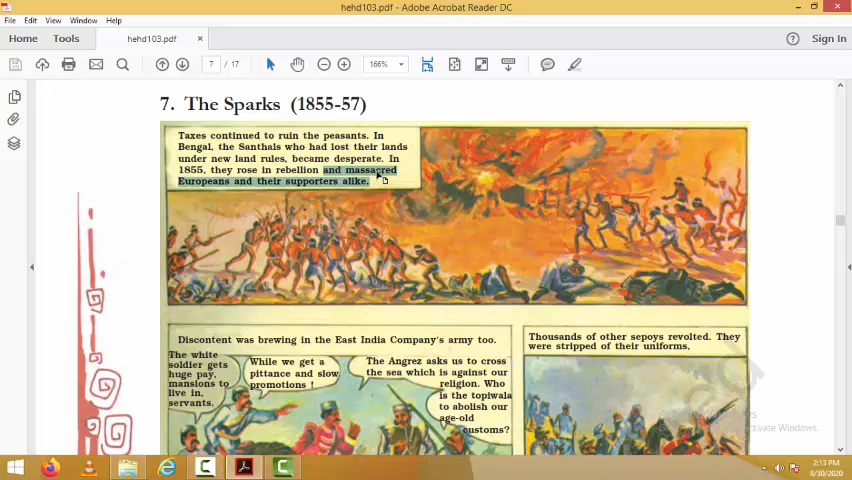 hehd103.pdf - Adobe Acrobat Reader DC
File Edit View Window Help
Home Tools hehd103.pdf × Sign In
7 / 17 166%
7. The Sparks (1855-57)
Taxes continued to ruin the peasants. In
Bengal, the Santhals who had lost their lands
under new land rules, became desperate. In
1855, they rose in rebellion and massacred
Europeans and their supporters alike.
Discontent was brewing in the East India Company's army too.
The white
soldier gets
huge pay,
mansions to
live in,
servants.
While we get a
pittance and slow
promotions !
The Angrez asks us to cross
the sea which is against our
religion. Who
is the topiwala
to abolish our
age-old
customs?
Thousands of other sepoys revolted. They
were stripped of their uniforms,
2:13 PM
8/30/2020